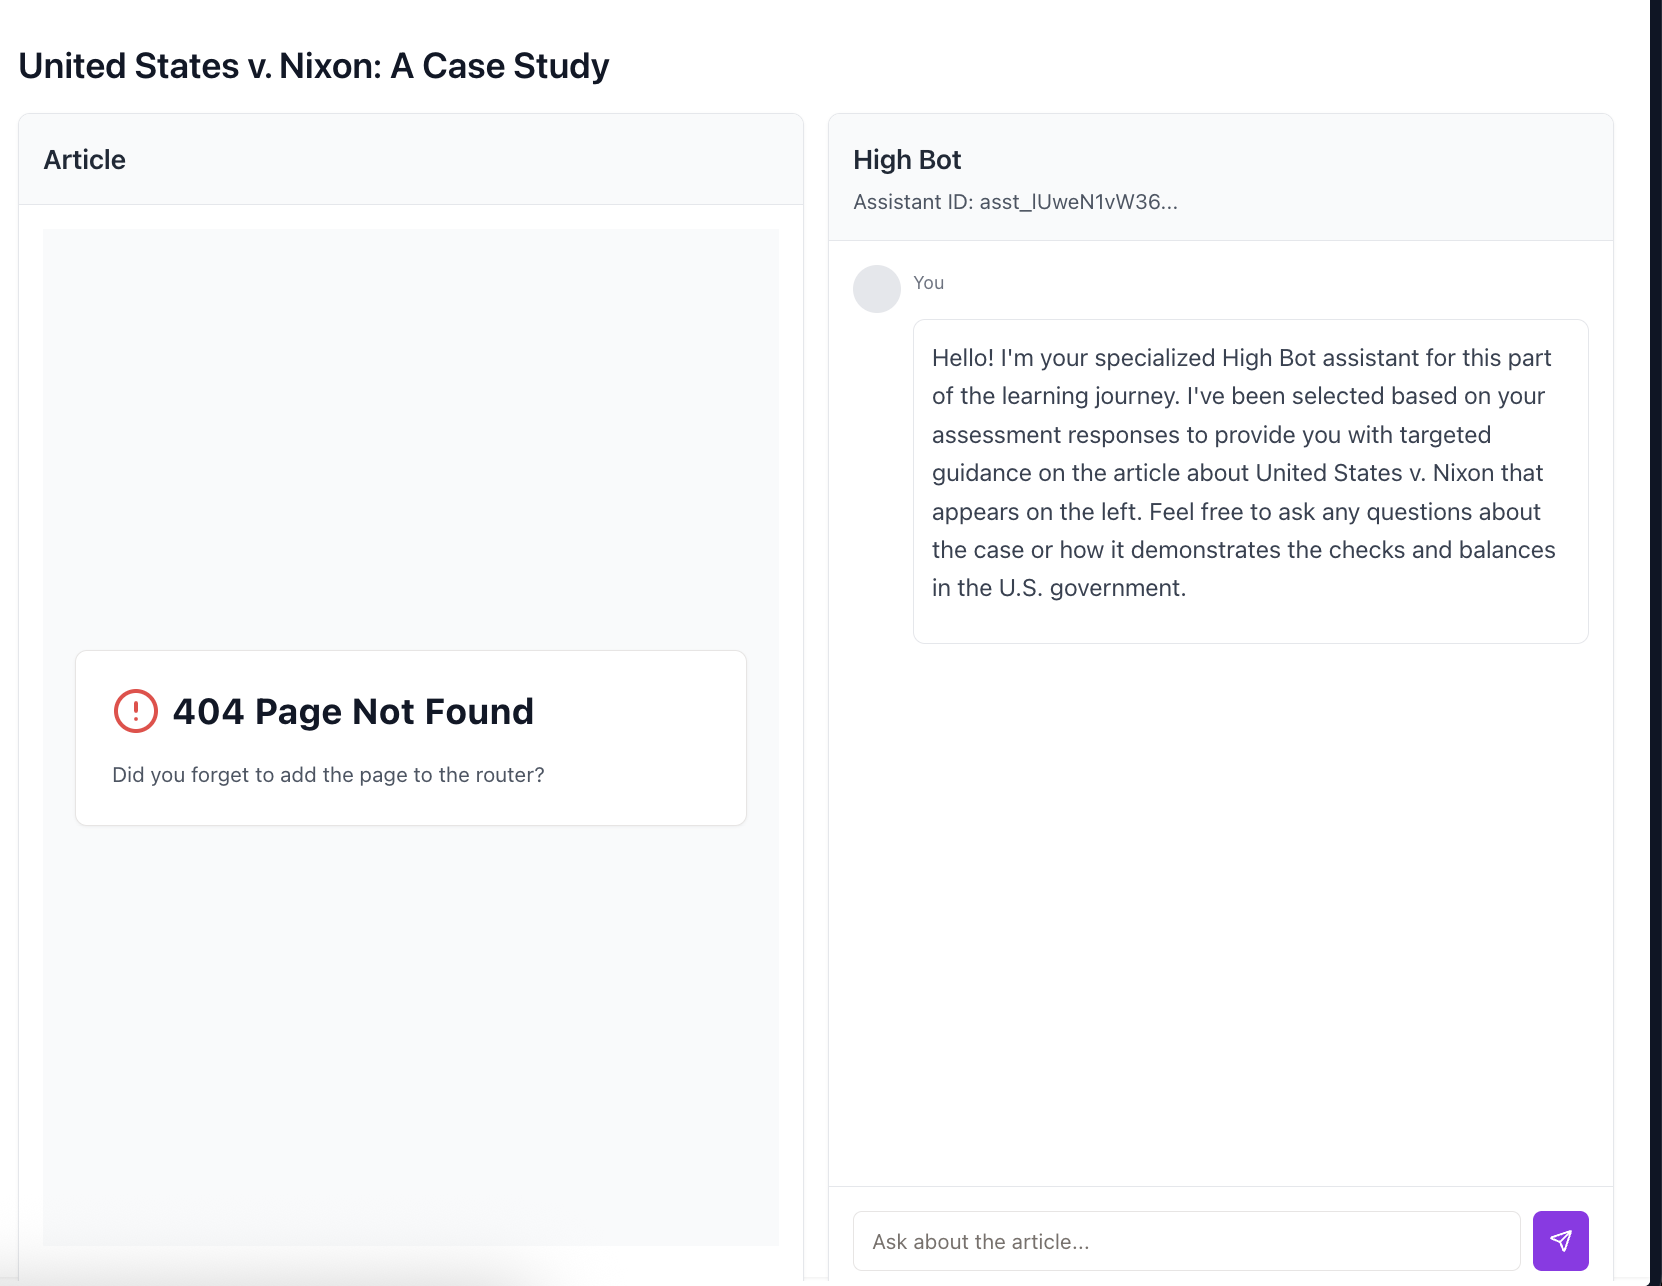 United States v. Nixon: A Case Study
Article
404 Page Not Found
Did you forget to add the page to the router?
High Bot
Assistant ID: asst_lUweN1vW36...
You
Hello! I'm your specialized High Bot assistant for this part
of the learning journey. I've been selected based on your
assessment responses to provide you with targeted
guidance on the article about United States v. Nixon that
appears on the left. Feel free to ask any questions about
the case or how it demonstrates the checks and balances
in the U.S. government.
Ask about the article...